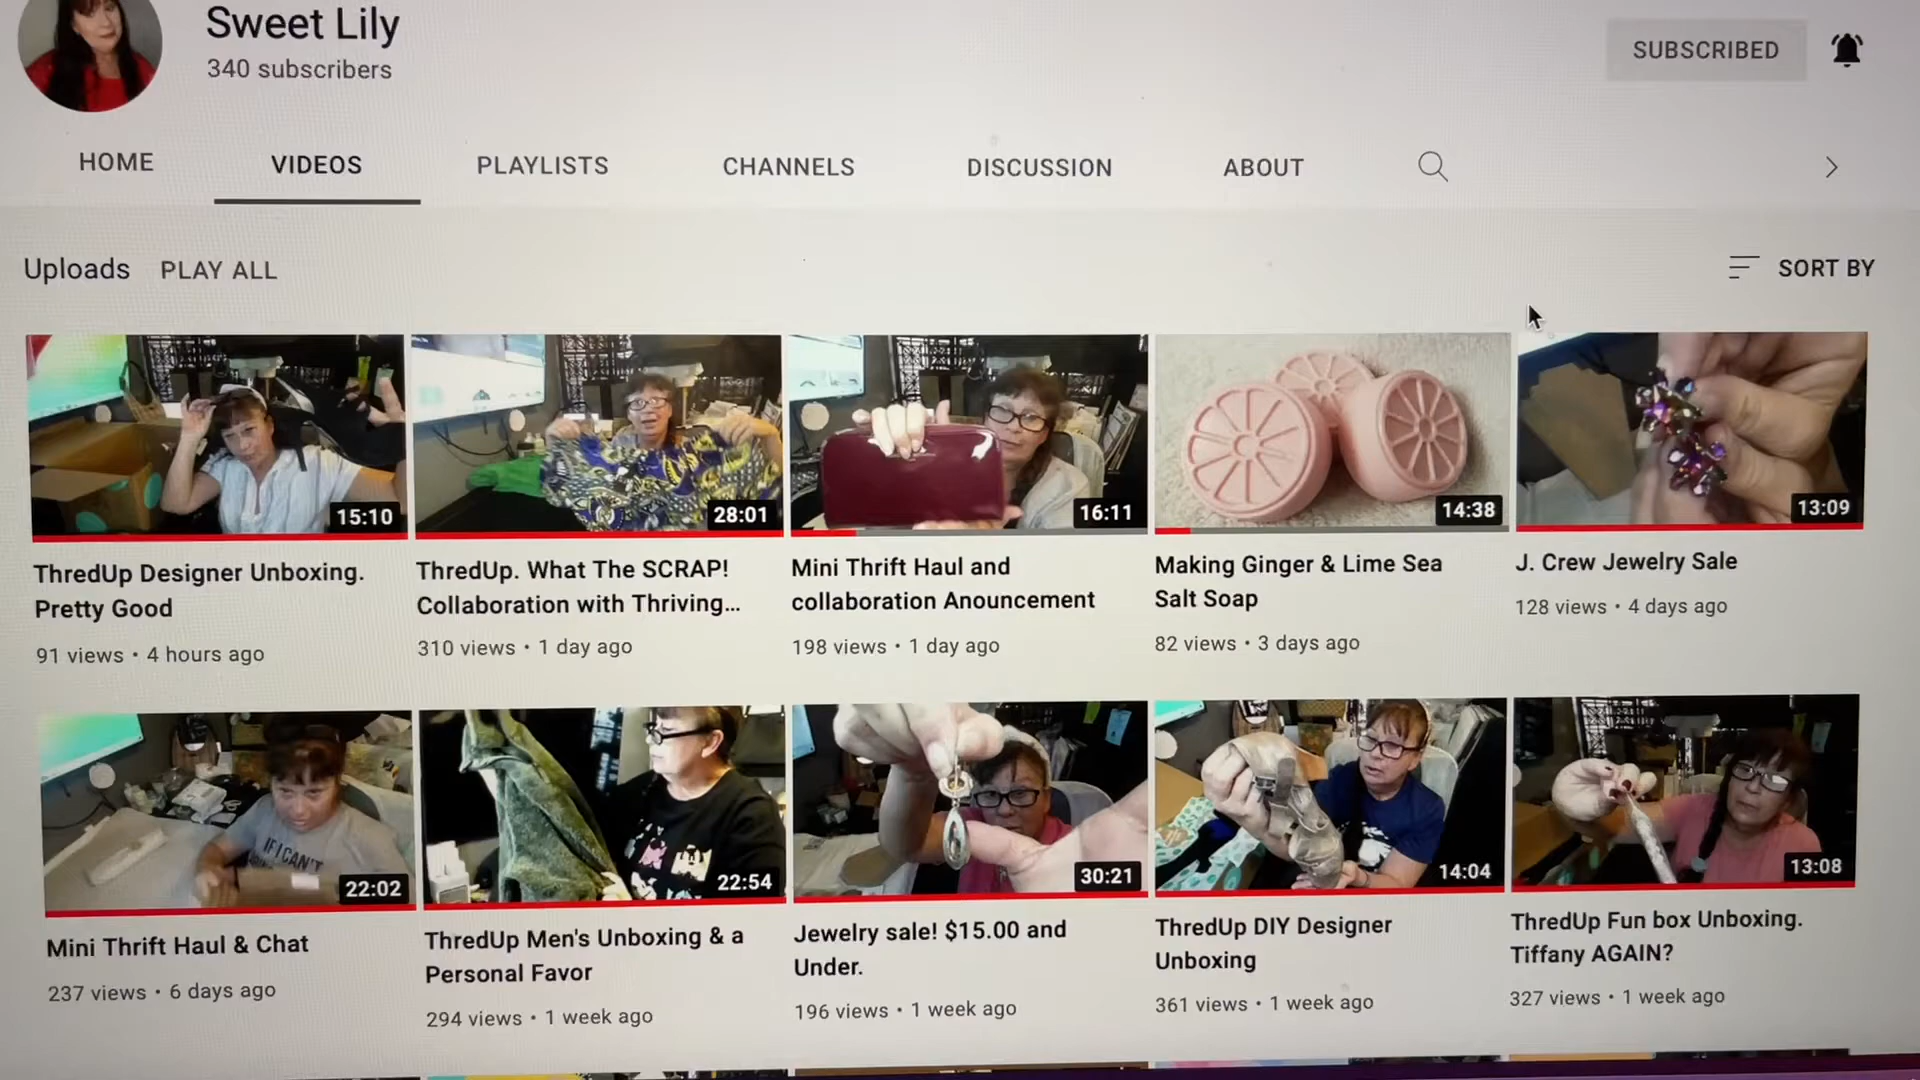 Sweet Lily
340 subscribers
SUBSCRIBED
HOME
VIDEOS
PLAYLISTS
CHANNELS
DISCUSSION
ABOUT
Uploads
PLAY ALL
SORT BY
15:10
28:01
16:11
14:38
13:09
ThredUp Designer Unboxing.
Pretty Good
91 views • 4 hours ago
ThredUp. What The SCRAP!
Collaboration with Thriving...
310 views • 1 day ago
Mini Thrift Haul and
collaboration Anouncement
198 views • 1 day ago
Making Ginger & Lime Sea
Salt Soap
82 views • 3 days ago
J. Crew Jewelry Sale
128 views • 4 days ago
IF I CAN'T
22:02
22:54
30:21
14:04
13:08
Mini Thrift Haul & Chat
237 views • 6 days ago
ThredUp Men's Unboxing & a
Personal Favor
294 views • 1 week ago
Jewelry sale! $15.00 and
Under.
196 views • 1 week ago
ThredUp DIY Designer
Unboxing
361 views • 1 week ago
ThredUp Fun box Unboxing.
Tiffany AGAIN?
327 views • 1 week ago